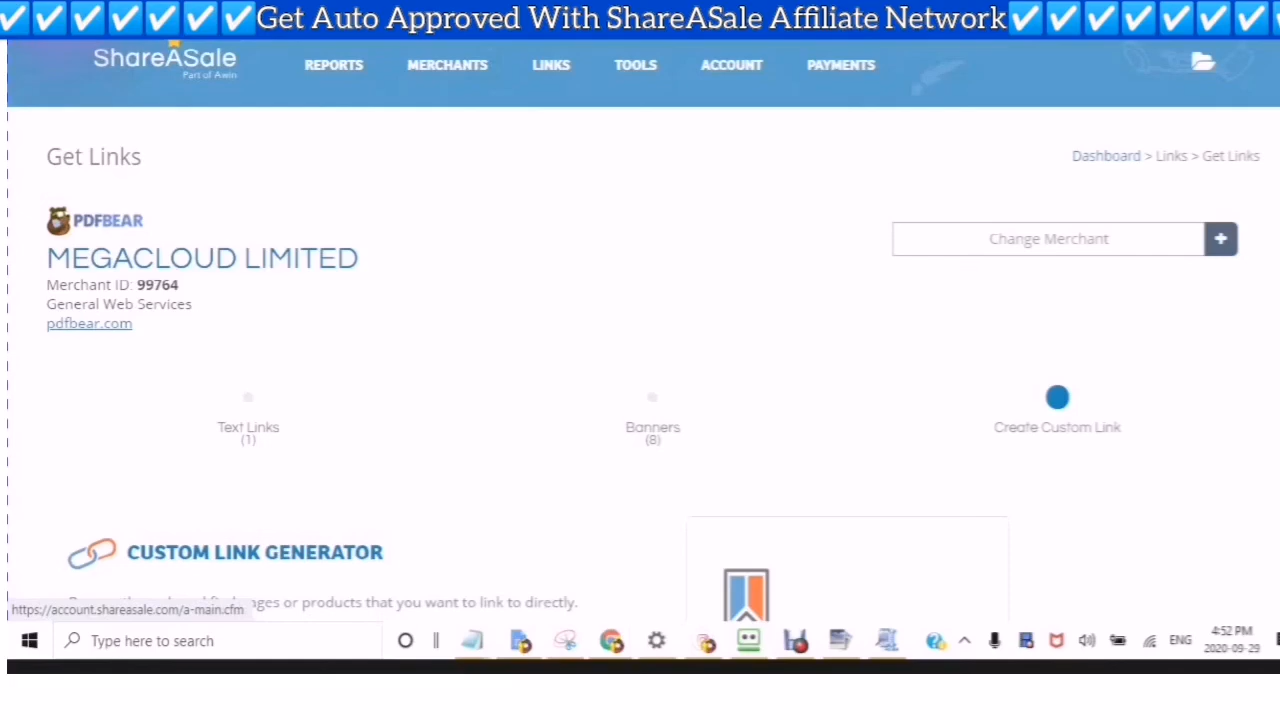 ✅✅✅✅✅✅✅Get Auto Approved With ShareASale Affiliate Network✅✅✅✅✅✅✅
ShareASale
Part of Awin
REPORTS MERCHANTS LINKS TOOLS ACCOUNT PAYMENTS
Get Links
Dashboard > Links > Get Links
PDFBEAR
MEGACLOUD LIMITED
Change Merchant +
Merchant ID: 99764
General Web Services
pdfbear.com
Text Links
(1)
Banners
(8)
Create Custom Link
CUSTOM LINK GENERATOR
or products that you want to link to directly.
https://account.shareasale.com/a-main.cfm
Type here to search
ENG
4:52 PM
2020-09-29